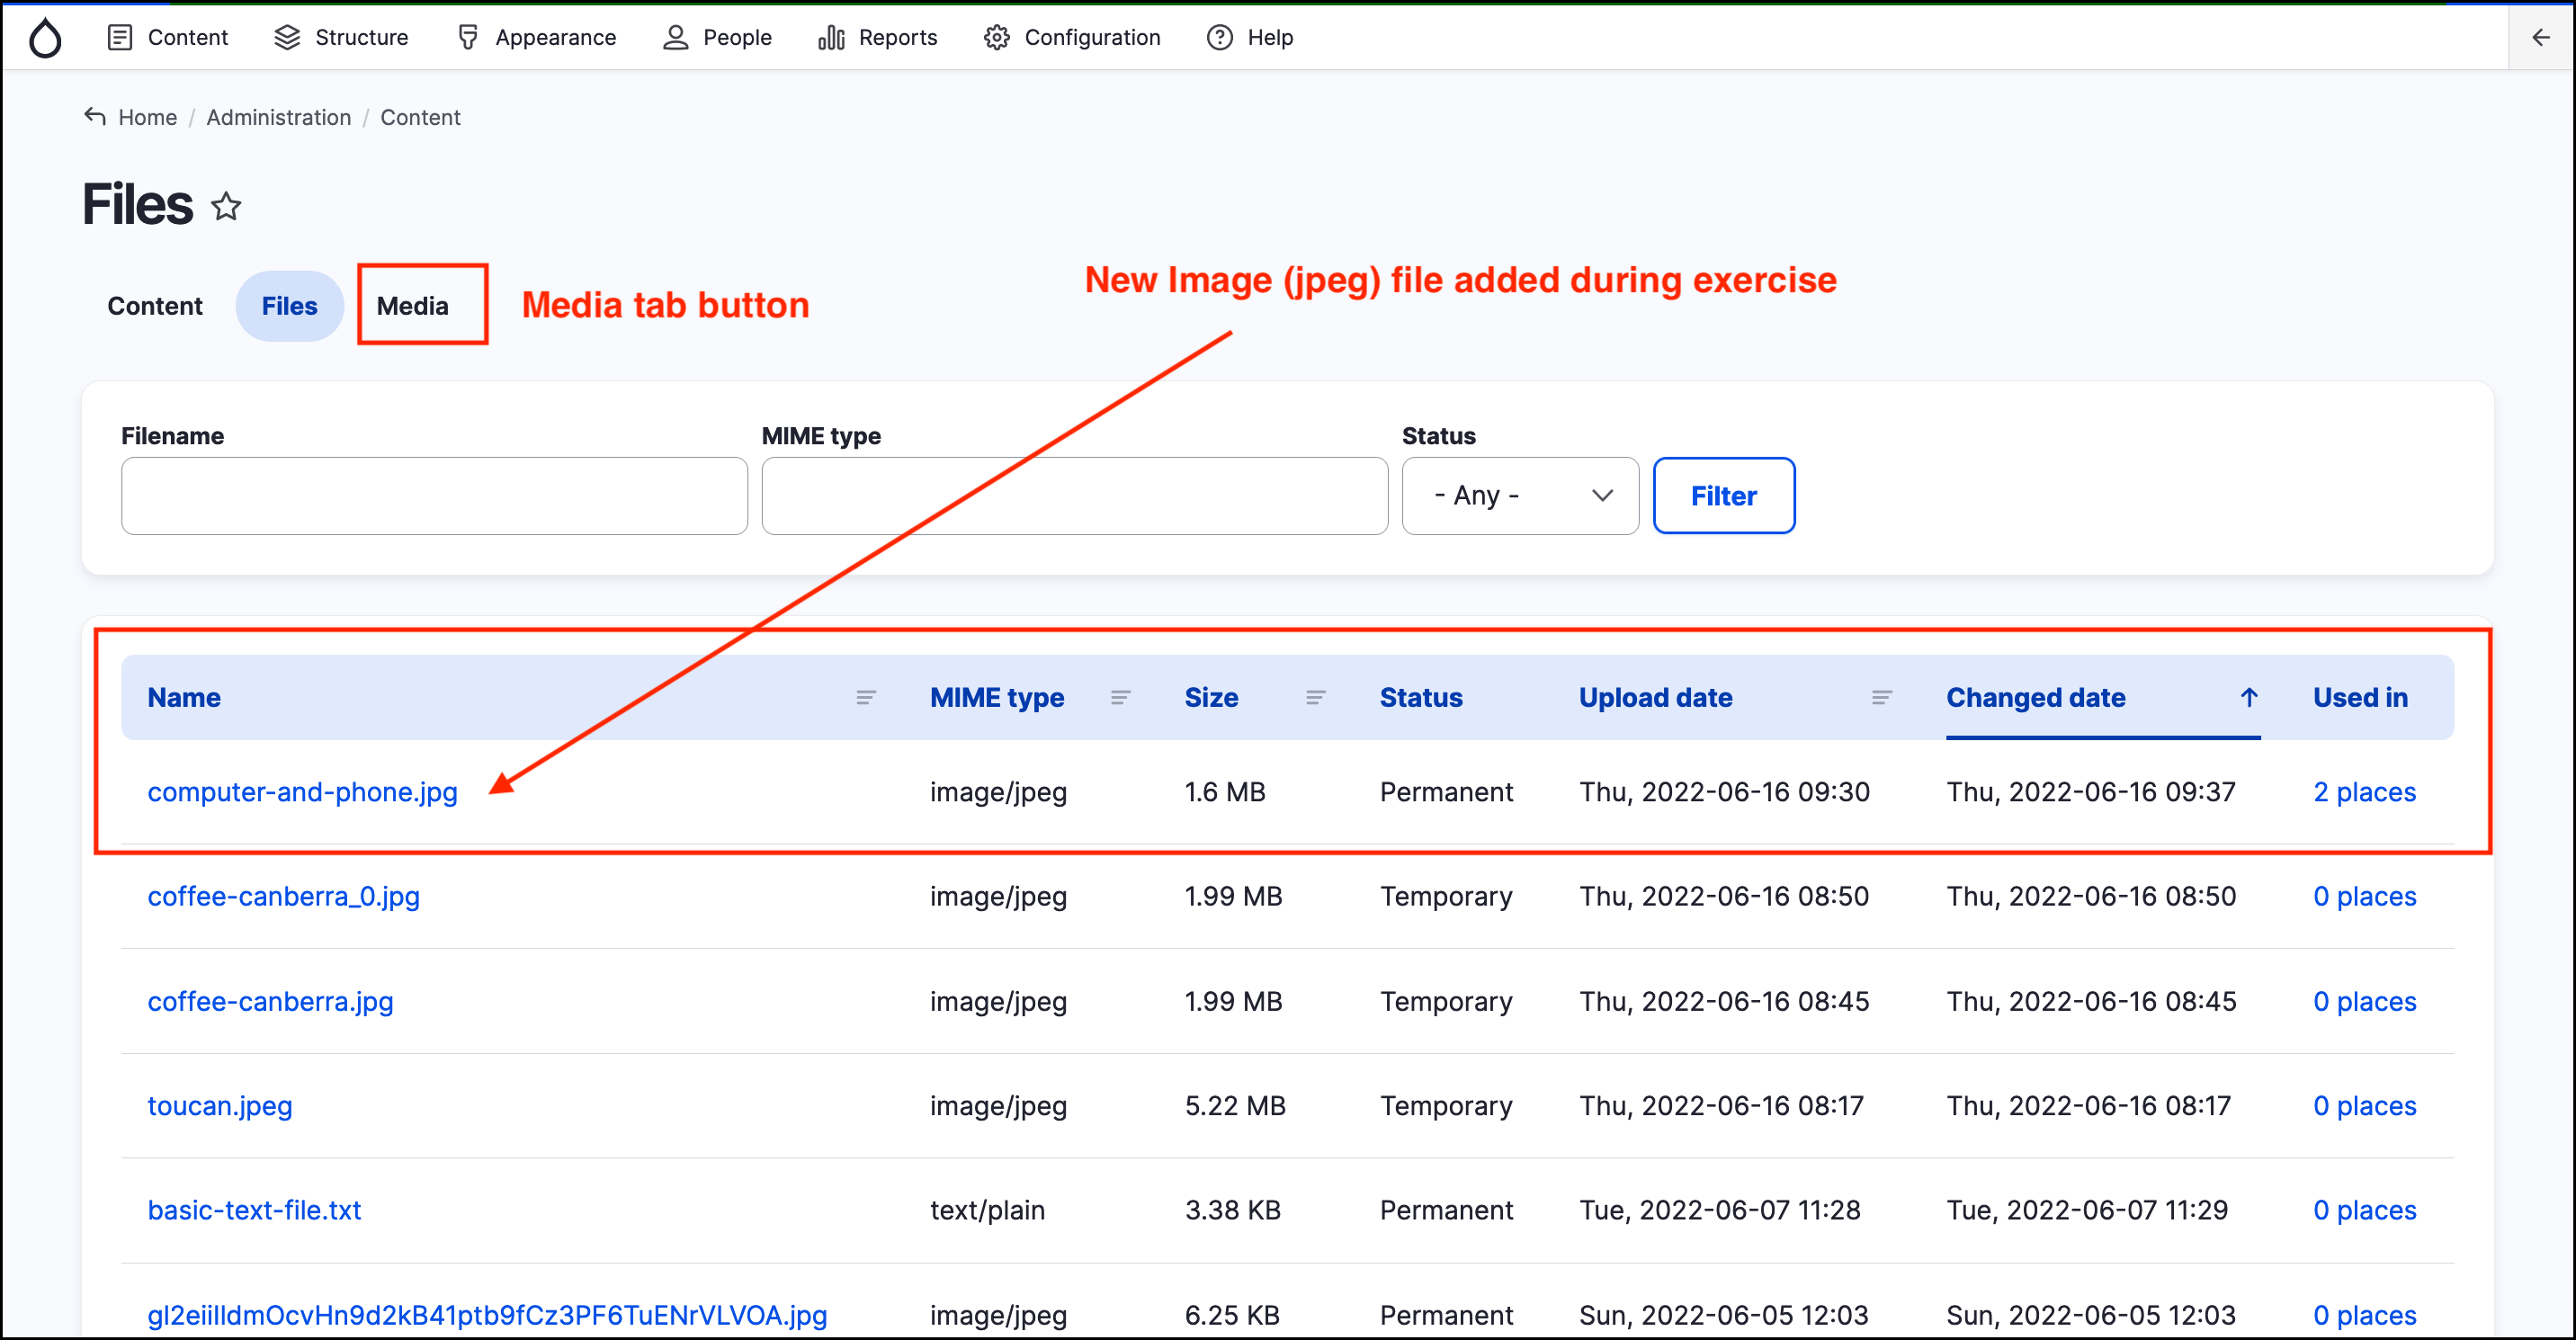 Content Structure Appearance People Reports Configuration Help
Home / Administration / Content
Files
New Image (jpeg) file added during exercise
Content Files Media Media tab button
Filename MIME type Status
- Any - Filter
Name MIME type Size Status Upload date Changed date Used in
computer-and-phone.jpg image/jpeg 1.6 MB Permanent Thu, 2022-06-16 09:30 Thu, 2022-06-16 09:37 2 places
coffee-canberra_0.jpg image/jpeg 1.99 MB Temporary Thu, 2022-06-16 08:50 Thu, 2022-06-16 08:50 0 places
coffee-canberra.jpg image/jpeg 1.99 MB Temporary Thu, 2022-06-16 08:45 Thu, 2022-06-16 08:45 0 places
toucan.jpeg image/jpeg 5.22 MB Temporary Thu, 2022-06-16 08:17 Thu, 2022-06-16 08:17 0 places
basic-text-file.txt text/plain 3.38 KB Permanent Tue, 2022-06-07 11:28 Tue, 2022-06-07 11:29 0 places
gl2eiilldmOcvHn9d2kB41ptb9fCz3PF6TuENrVLVOA.jpg image/jpeg 6.25 KB Permanent Sun, 2022-06-05 12:03 Sun, 2022-06-05 12:03 0 places